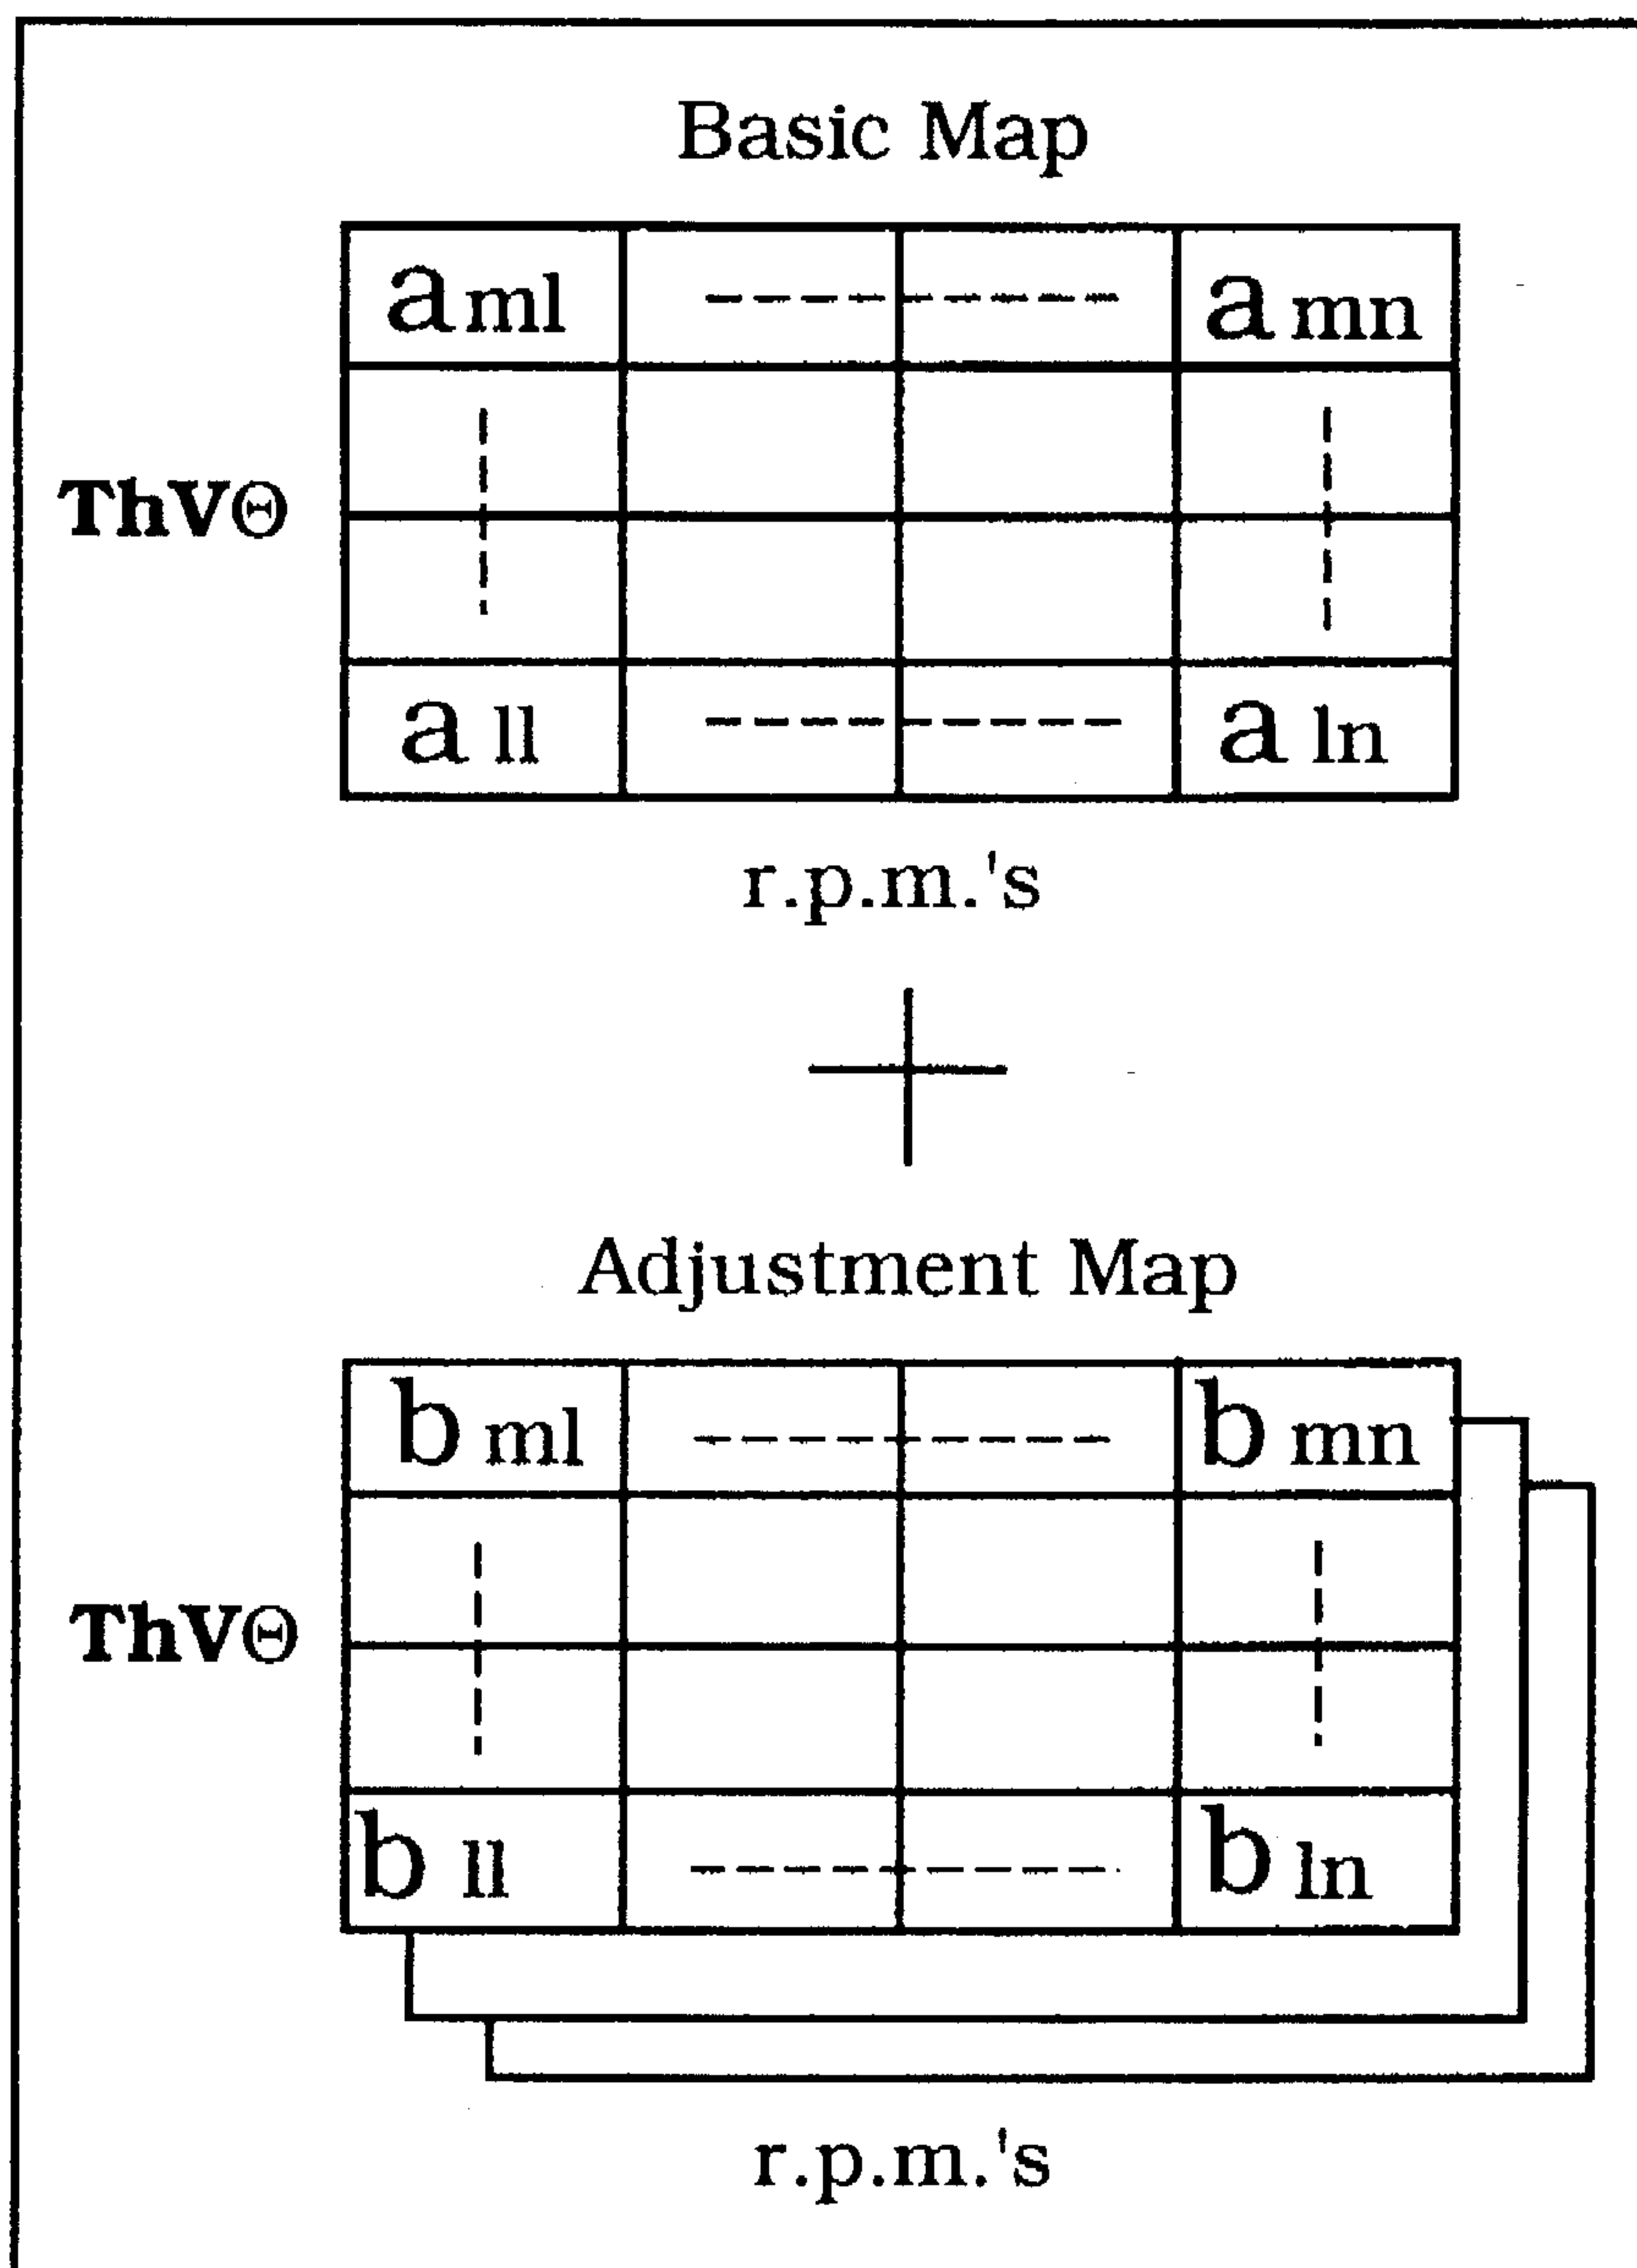 Basic Map
a ml a mn
ThVΘ
a ll a ln
r.p.m.'s
+
Adjustment Map
b ml b mn
ThVΘ
b ll b ln
r.p.m.'s